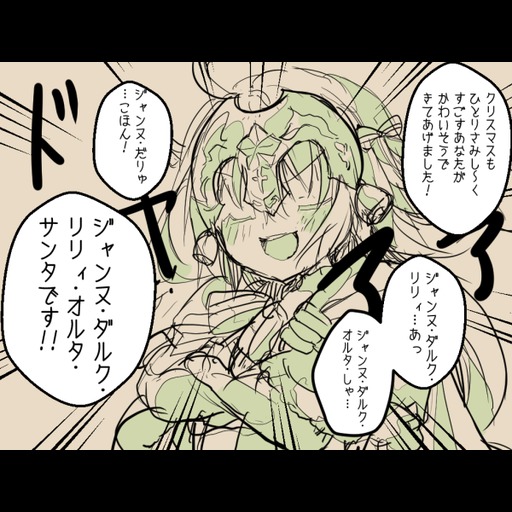 クリスマスも
ひとりさみし〜く
すごすあなたが
かわいそうで
きてあげました!
ジャンヌ・ダルク・
リリィ…あっ
ジャンヌ・ダルク・
オルタ・しゃ…
ジャンヌ・だりゅ
…こほん!
ジャンヌ・ダルク・
リリィ・オルタ・
サンタです!!
ドヤァ